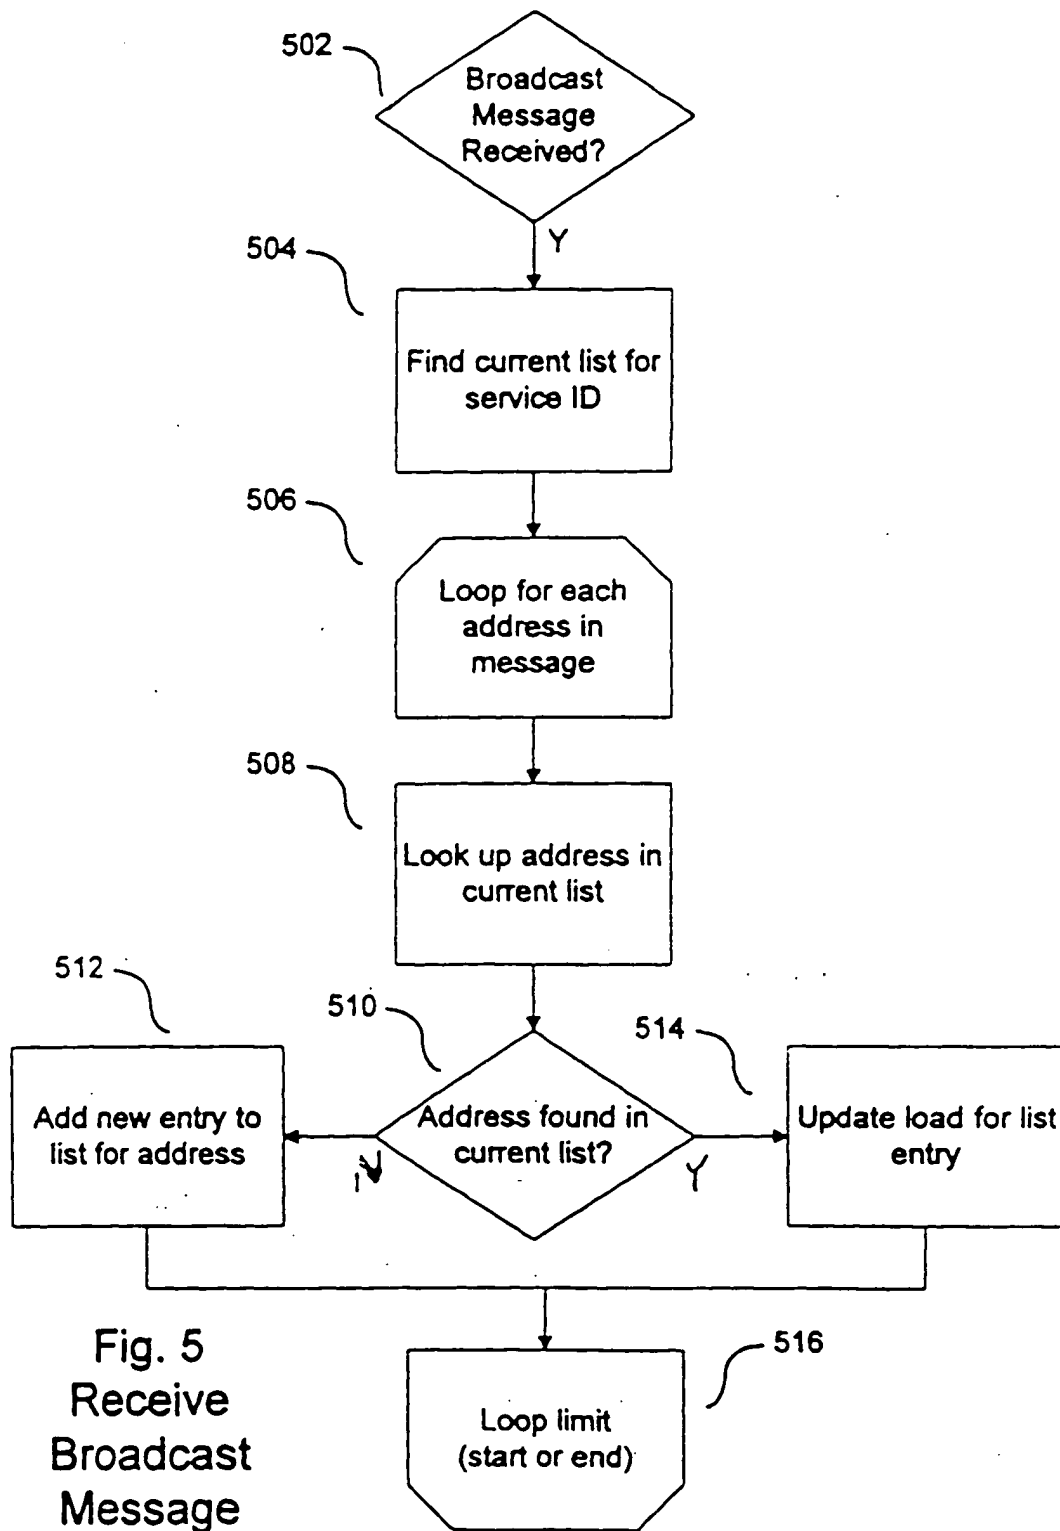 502
Broadcast
Message
Received?
Y
504
Find current list for
service ID
506
Loop for each
address in
message
508
Look up address in
current list
512
510
514
Add new entry to
list for address
Address found in
current list?
Update load for list
entry
N
Y
516
Loop limit
(start or end)
Fig. 5
Receive
Broadcast
Message